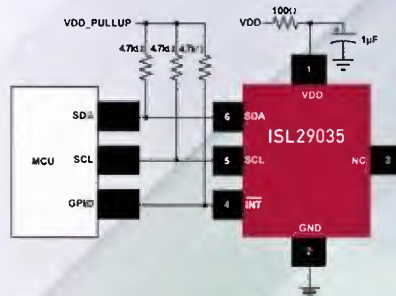 VDD_PULLUP
VDD
100Ω
1µF
4.7kΩ 4.7kΩ 4.7kΩ
1
VDD
MCU
SDA
SCL
GPIO
6
SDA
5
SCL
4
INT
ISL29035
NC
3
GND
2